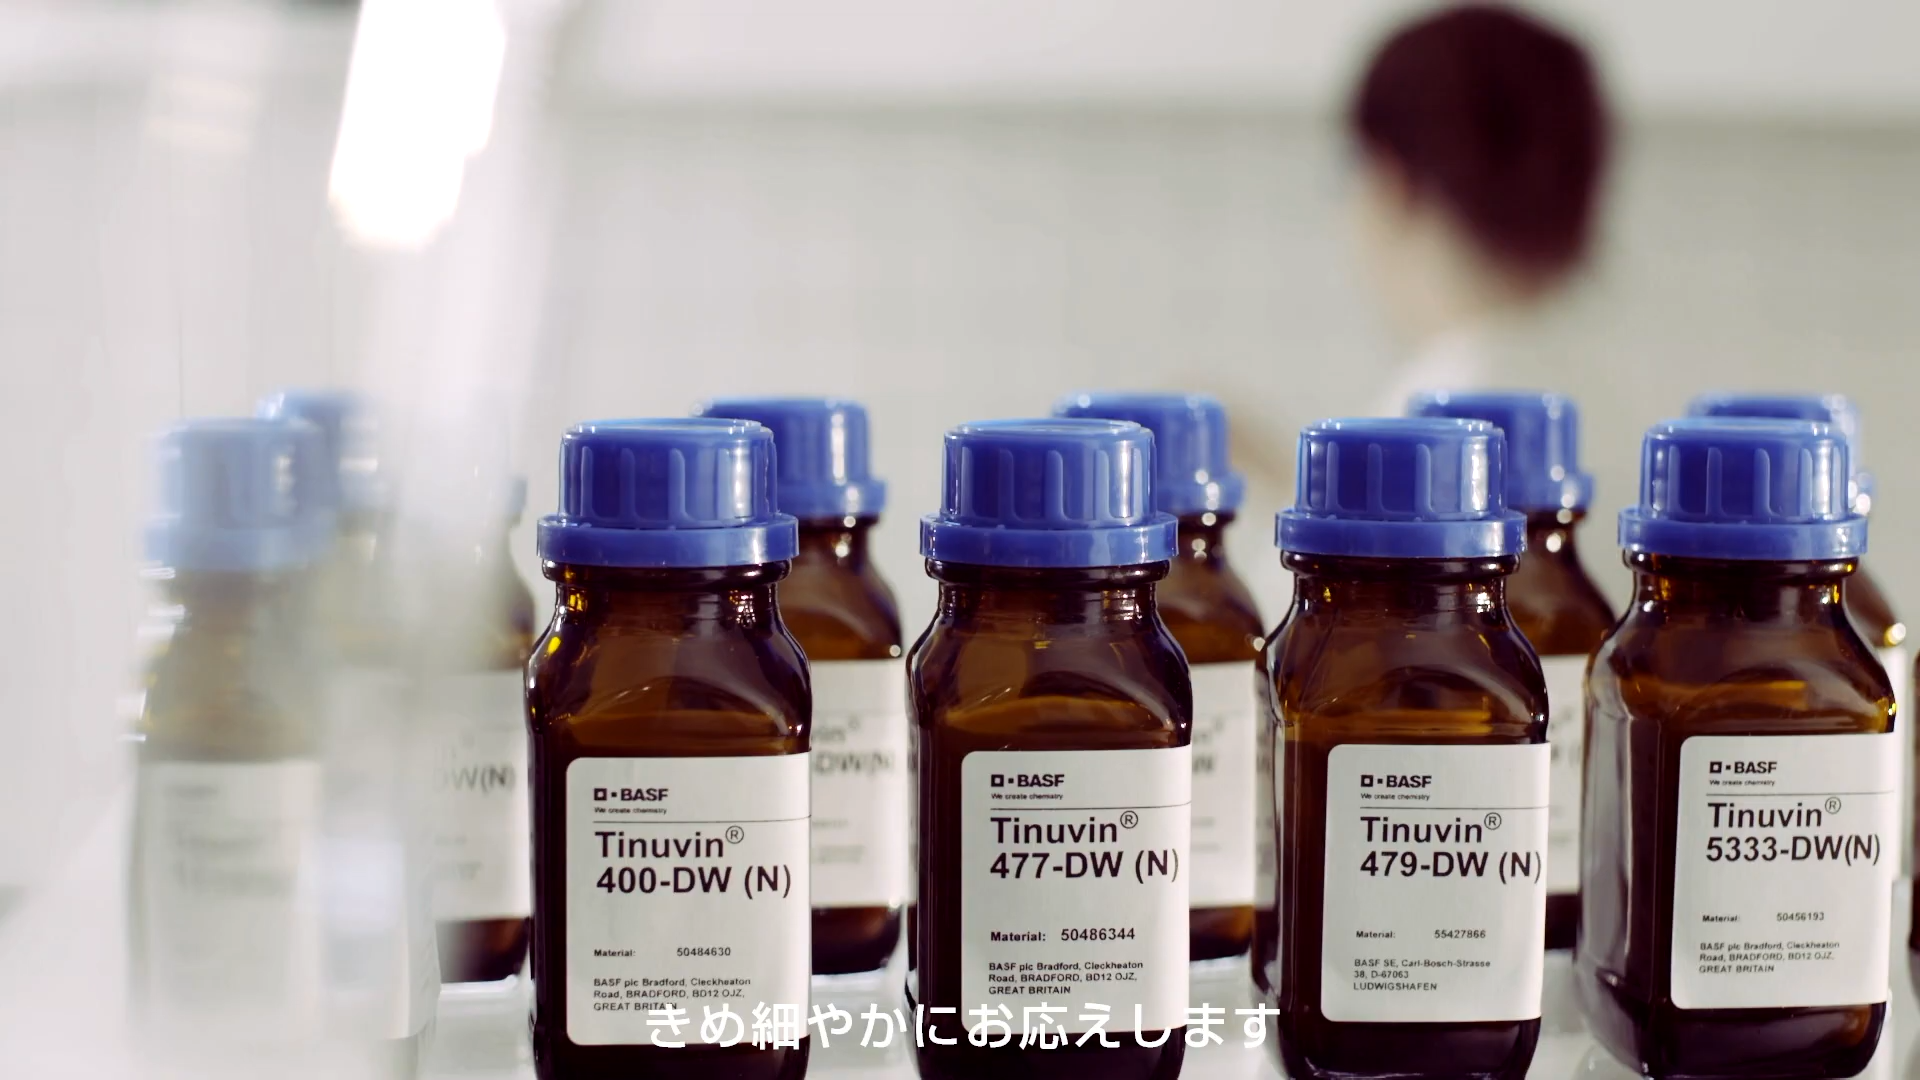 BASF
We create chemistry
Tinuvin®
400-DW (N)
Material: 50484630
BASF plc Bradford, Cleckheaton
Road, BRADFORD, BD12 OJZ,
GREAT BRITAIN
BASF
We create chemistry
Tinuvin®
477-DW (N)
Material: 50486344
BASF plc Bradford, Cleckheaton
Road, BRADFORD, BD12 OJZ,
GREAT BRITAIN
BASF
We create chemistry
Tinuvin®
479-DW (N)
Material: 55427866
BASF SE, Carl-Bosch-Strasse
38, D-67063
LUDWIGSHAFEN
BASF
We create chemistry
Tinuvin®
5333-DW(N)
Material: 50456193
BASF plc Bradford, Cleckheaton
Road, BRADFORD, BD12 OJZ,
GREAT BRITAIN
DW(N)
きめ細やかにお応えします